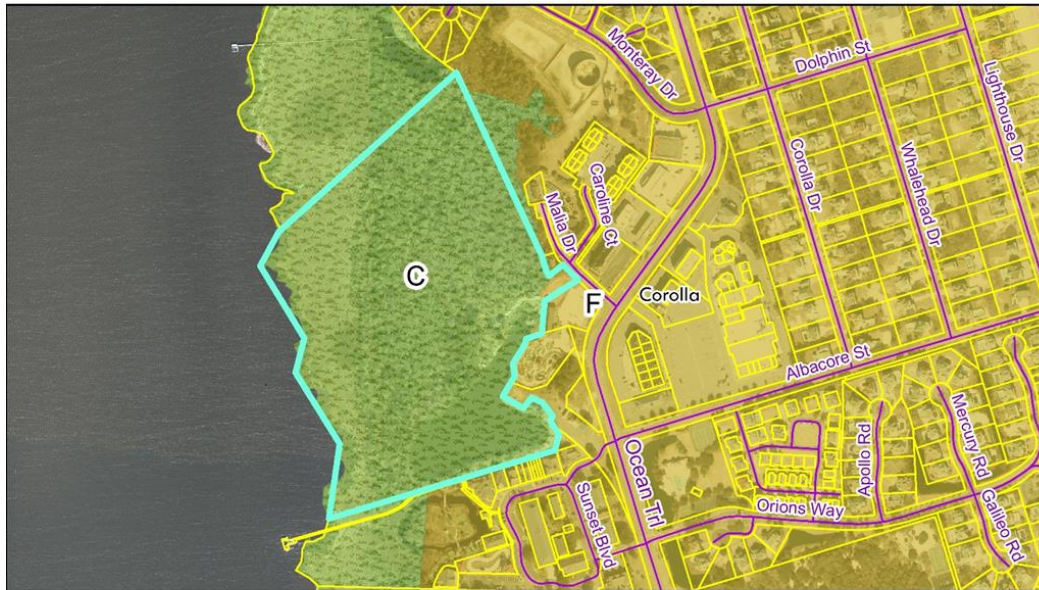 Monteray Dr
Dolphin St
Lighthouse Dr
Corolla Dr
Whalehead Dr
Caroline Ct
Malia Dr
C
F
Corolla
Albacore St
Mercury Rd
Apollo Rd
Ocean Trl
Orions Way
Sunset Blvd
Galileo Rd